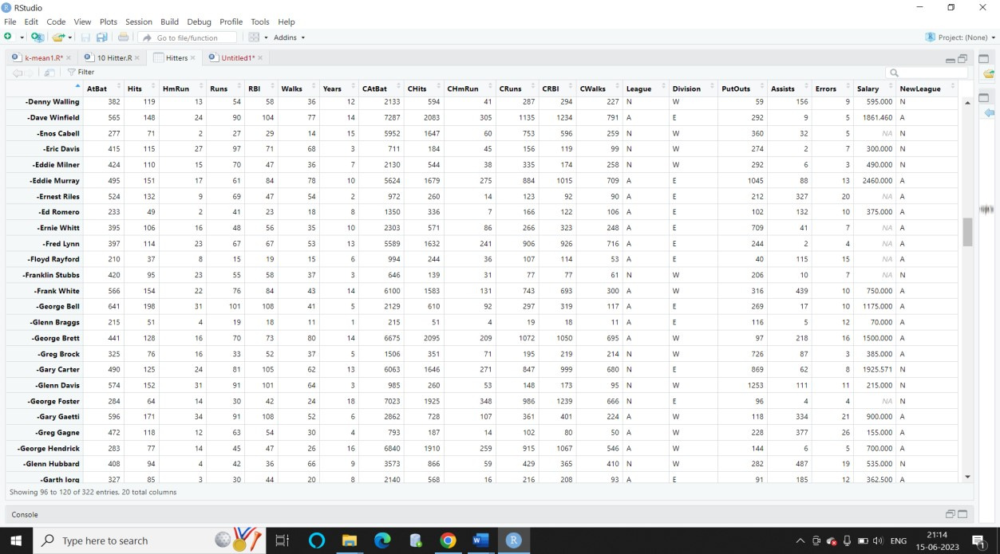 RStudio
File Edit Code View Plots Session Build Debug Profile Tools Help
Go to file/function Addins Project: (None)
k-mean1.R* 10 Hitter.R Hitters Untitled1*
Filter
AtBat Hits HmRun Runs RBI Walks Years CAtBat CHits CHmRun CRuns CRBI CWalks League Division PutOuts Assists Errors Salary NewLeague
-Denny Walling 382 119 13 54 58 36 12 2133 594 41 287 294 227 N W 59 156 9 595.000 N
-Dave Winfield 565 148 24 90 104 77 14 7287 2083 305 1135 1234 791 A E 292 9 5 1861.460 A
-Enos Cabell 277 71 2 27 29 14 15 5952 1647 60 753 596 259 N W 360 32 5 NA N
-Eric Davis 415 115 27 97 71 68 3 711 184 45 156 119 99 N W 274 2 7 300.000 N
-Eddie Milner 424 110 15 70 47 36 7 2130 544 38 335 174 258 N W 292 6 3 490.000 N
-Eddie Murray 495 151 17 61 84 78 10 5624 1679 275 884 1015 709 A E 1045 88 13 2460.000 A
-Ernest Riles 524 132 9 69 47 54 2 972 260 14 123 92 90 A E 212 327 20 NA A
-Ed Romero 233 49 2 41 23 18 8 1350 336 7 166 122 106 A E 102 132 10 375.000 A
-Ernie Whitt 395 106 16 48 56 35 10 2303 571 86 266 323 248 A E 709 41 7 NA A
-Fred Lynn 397 114 23 67 67 53 13 5589 1632 241 906 926 716 A E 244 2 4 NA A
-Floyd Rayford 210 37 8 15 19 15 6 994 244 36 107 114 53 A E 40 115 15 NA A
-Franklin Stubbs 420 95 23 55 58 37 3 646 139 31 77 77 61 N W 206 10 7 NA N
-Frank White 566 154 22 76 84 43 14 6100 1583 131 743 693 300 A W 316 439 10 750.000 A
-George Bell 641 198 31 101 108 41 5 2129 610 92 297 319 117 A E 269 17 10 1175.000 A
-Glenn Braggs 215 51 4 19 18 11 1 215 51 4 19 18 11 A E 116 5 12 70.000 A
-George Brett 441 128 16 70 73 80 14 6675 2095 209 1072 1050 695 A W 97 218 16 1500.000 A
-Greg Brock 325 76 16 33 52 37 5 1506 351 71 195 219 214 N W 726 87 3 385.000 A
-Gary Carter 490 125 24 81 105 62 13 6063 1646 271 847 999 680 N E 869 62 8 1925.571 N
-Glenn Davis 574 152 31 91 101 64 3 985 260 53 148 173 95 N W 1253 111 11 215.000 N
-George Foster 284 64 14 30 42 24 18 7023 1925 348 986 1239 666 N E 96 4 4 NA N
-Gary Gaetti 596 171 34 91 108 52 6 2862 728 107 361 401 224 A W 118 334 21 900.000 A
-Greg Gagne 472 118 12 63 54 30 4 793 187 14 102 80 50 A W 228 377 26 155.000 A
-George Hendrick 283 77 14 45 47 26 16 6840 1910 259 915 1067 546 A W 144 6 5 700.000 A
-Glenn Hubbard 408 94 4 42 36 66 9 3573 866 59 429 365 410 N W 282 487 19 535.000 N
-Garth Iorg 327 85 3 30 44 20 8 2140 568 16 216 208 93 A E 91 185 12 362.500 A
Showing 96 to 120 of 322 entries, 20 total columns
Console
Type here to search
ENG
21:14
15-06-2023
1